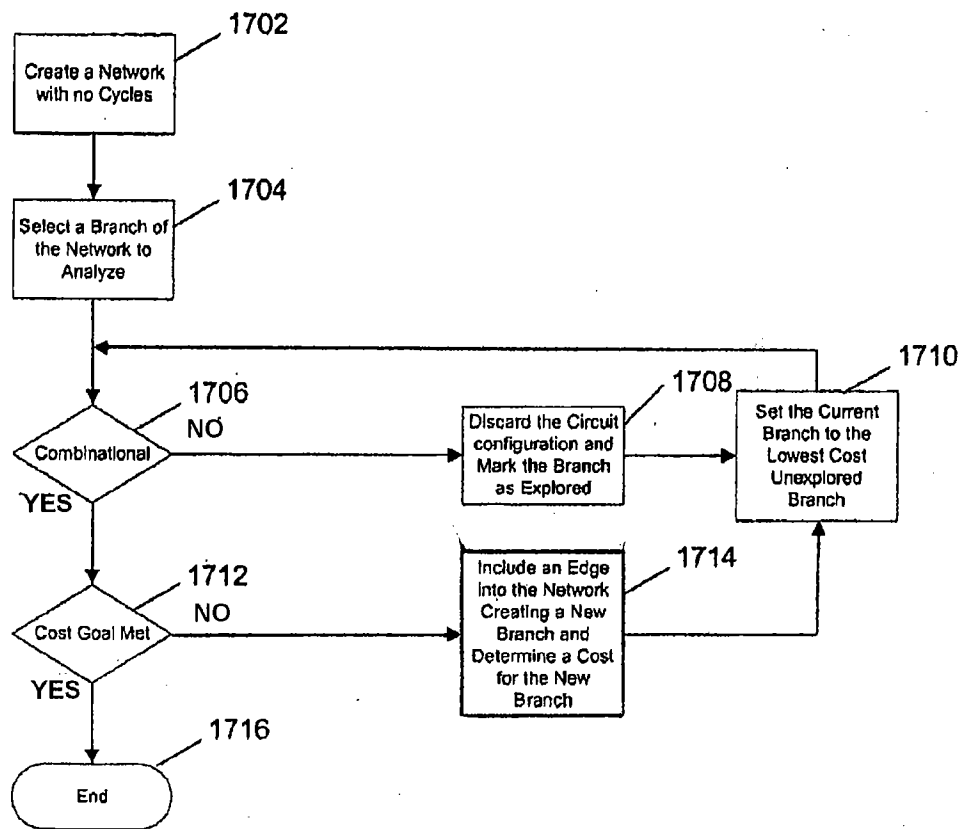 1702
Create a Network
with no Cycles
1704
Select a Branch of
the Network to
Analyze
1706
Combinational
NO
YES
1708
Discard the Circuit
configuration and
Mark the Branch
as Explored
1710
Set the Current
Branch to the
Lowest Cost
Unexplored
Branch
1712
Cost Goal Met
NO
YES
1714
Include an Edge
into the Network
Creating a New
Branch and
Determine a Cost
for the New
Branch
1716
End